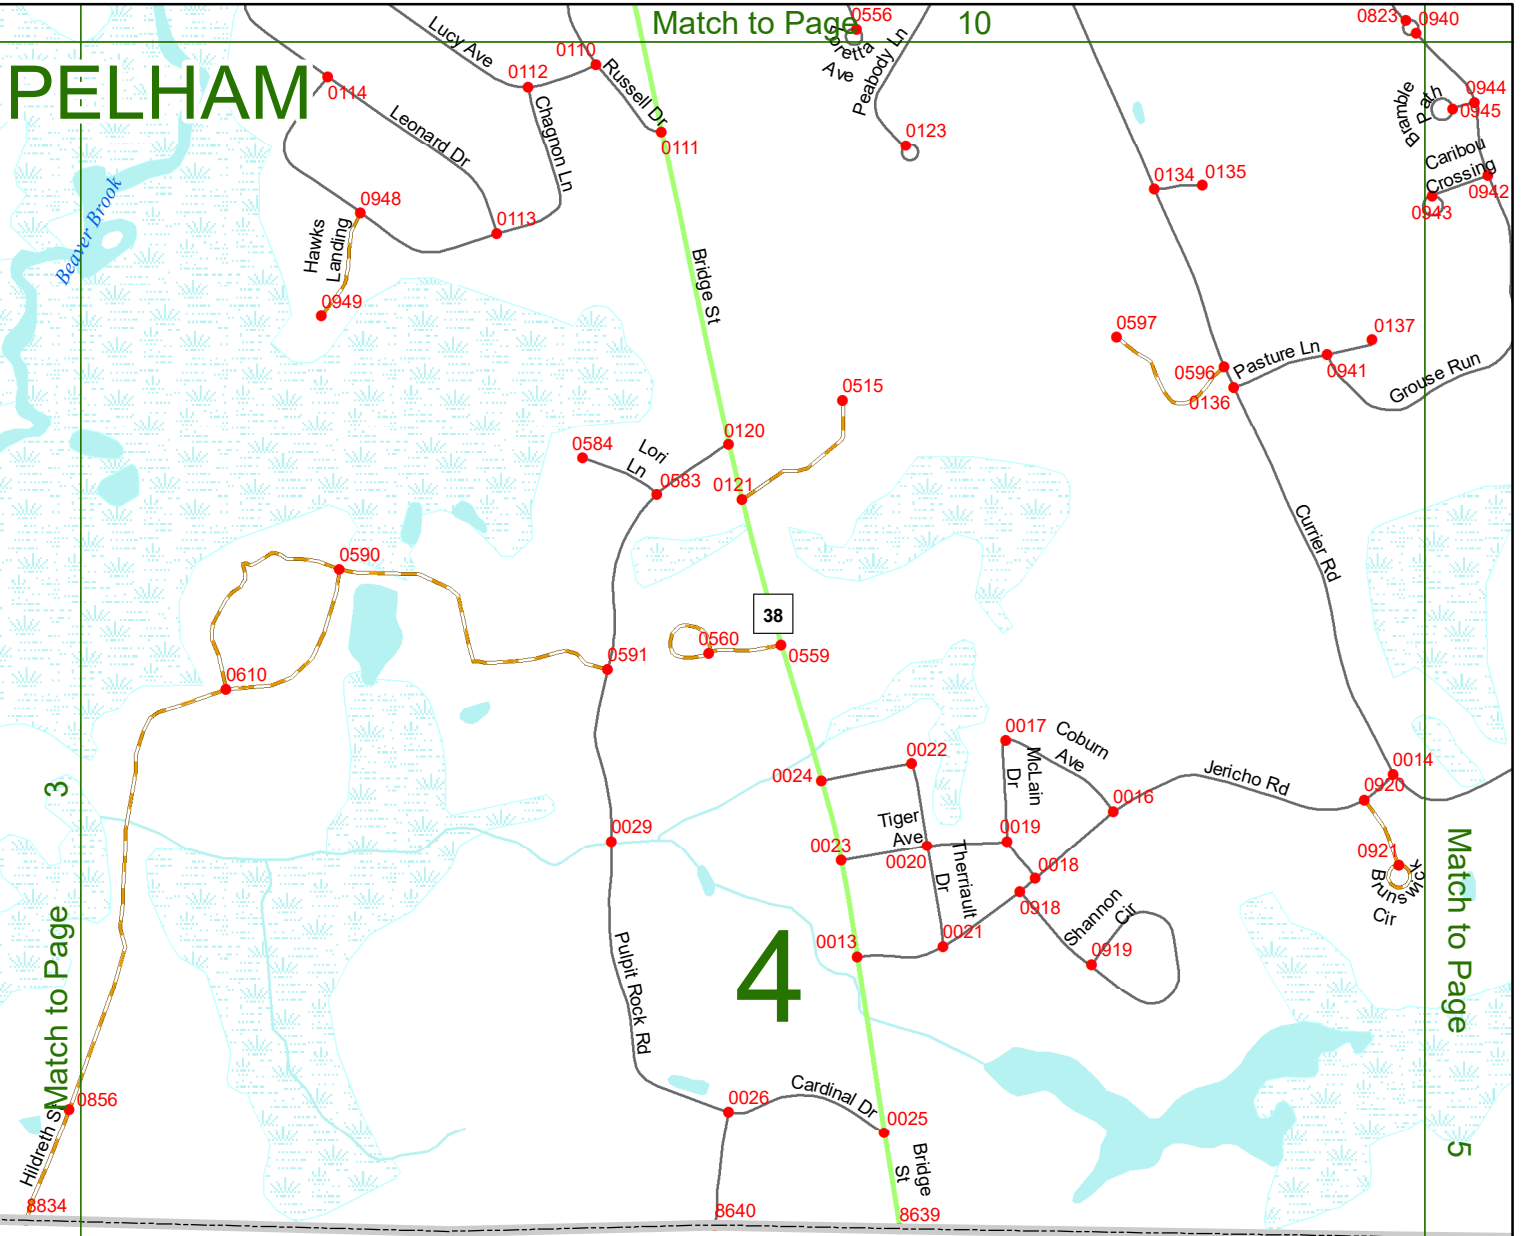 Match to Page 10
PELHAM
0556
Loretta
Ave
Peabody Ln
0823
0940
Lucy Ave
0110
0112
0114
Russell Dr
Leonard Dr
Chagnon Ln
0111
0123
0944
0945
Bramble
Path
Caribou
Crossing
0942
0943
0134
0135
Beaver Brook
0948
0113
Hawks
Landing
0949
Bridge St
0597
0137
0596
Pasture Ln
0941
0136
Grouse Run
0515
0120
0584
Lori
Ln
0583
0121
Currier Rd
0590
38
0560
0559
0591
0610
0017
Coburn
Ave
0022
McLain
Dr
0024
Jericho Rd
0014
0920
0016
Tiger
Ave
0029
0023
0019
0020
Therriault
Dr
0018
0921
Brunswick
Cir
0918
Shannon
Cir
0919
0013
0021
Match to Page 3
Match to Page 5
4
Pulpit Rock Rd
0856
Hildreth St
0026
Cardinal Dr
0025
Bridge
St
8834
8640
8639